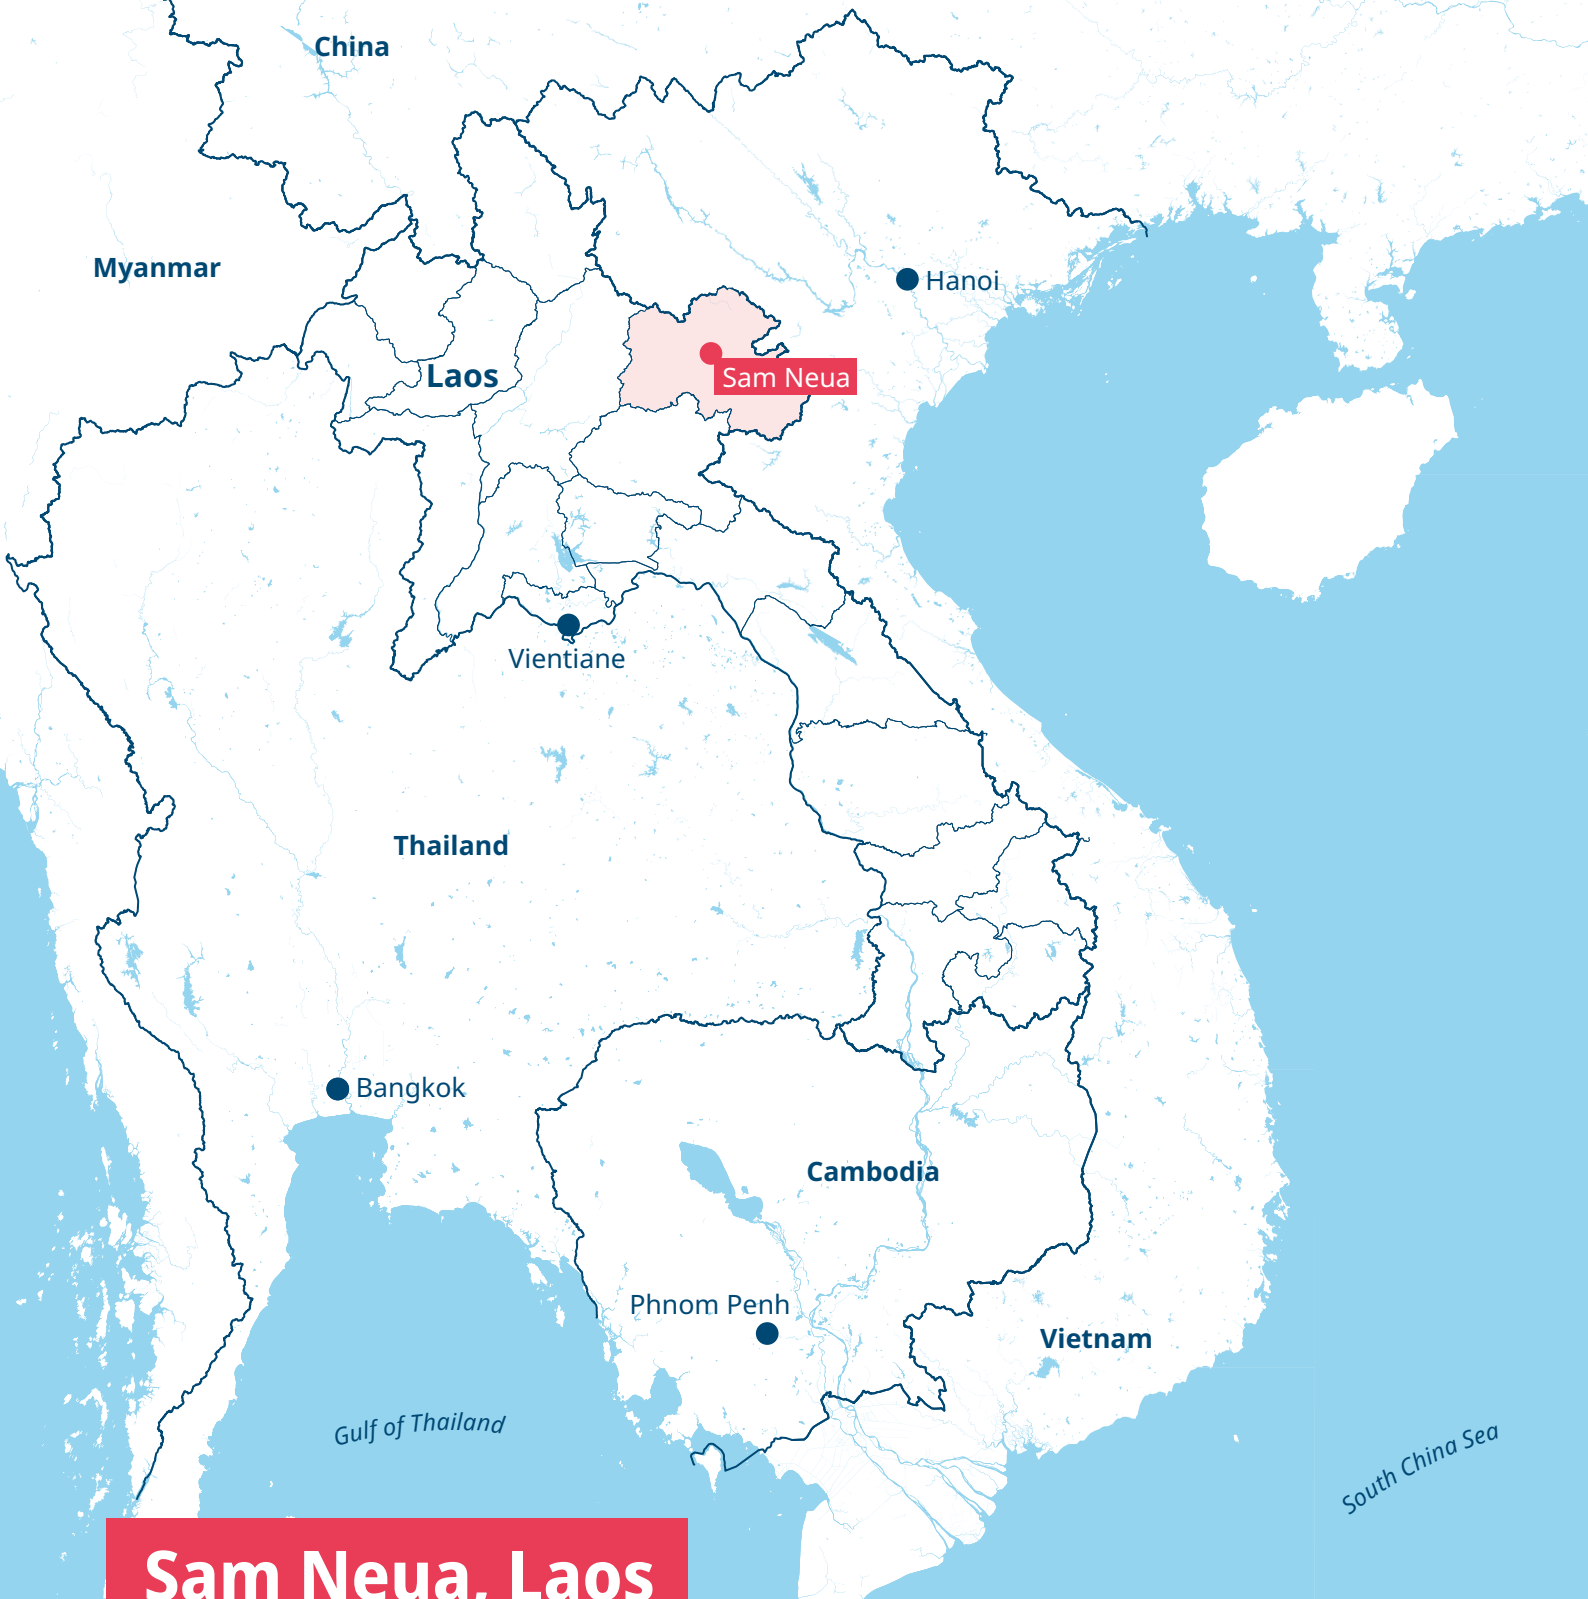 China
Myanmar
Hanoi
Laos
Sam Neua
Vientiane
Thailand
Bangkok
Cambodia
Phnom Penh
Vietnam
Gulf of Thailand
South China Sea
Sam Neua, Laos